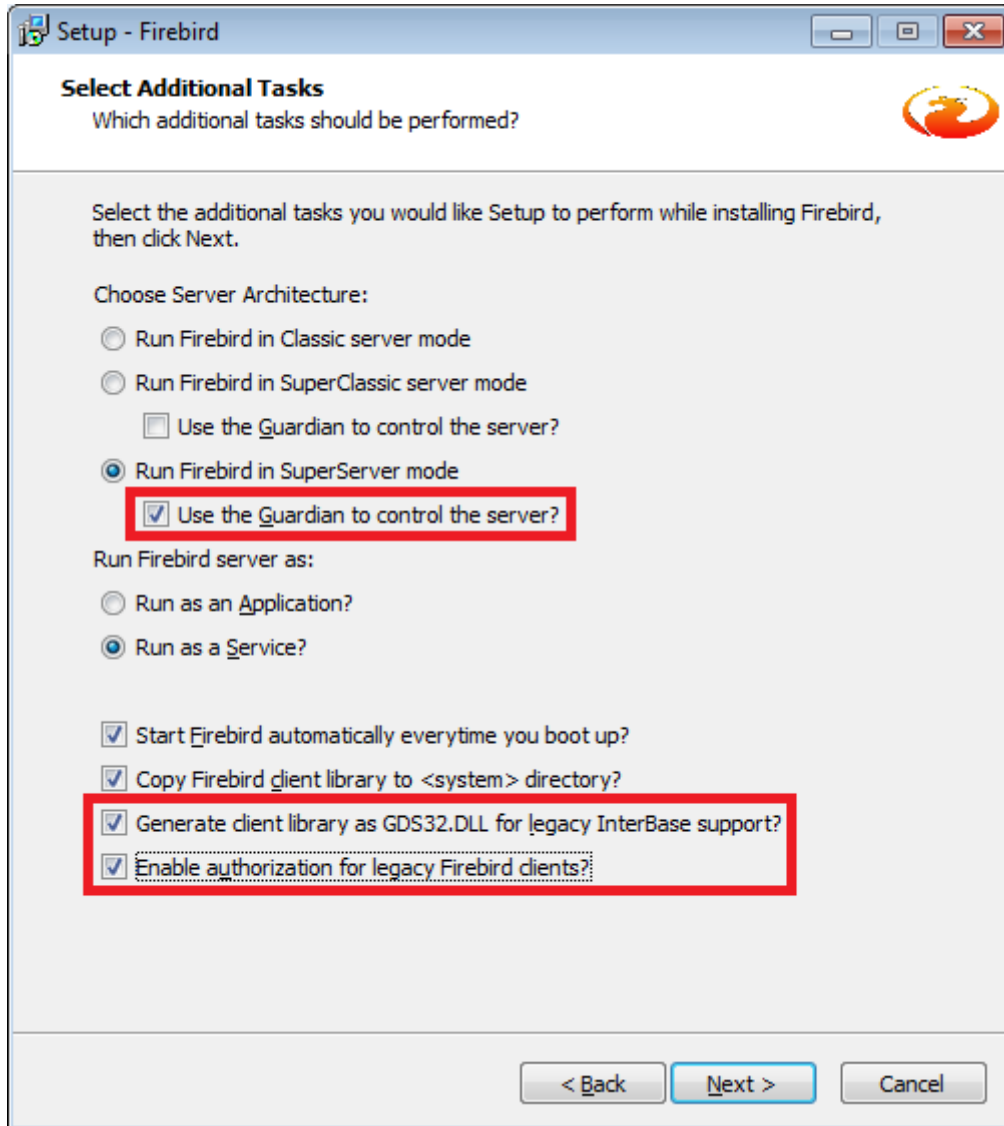 Setup - Firebird
Select Additional Tasks
Which additional tasks should be performed?
Select the additional tasks you would like Setup to perform while installing Firebird,
then click Next.
Choose Server Architecture:
Run Firebird in Classic server mode
Run Firebird in SuperClassic server mode
Use the Guardian to control the server?
Run Firebird in SuperServer mode
Use the Guardian to control the server?
Run Firebird server as:
Run as an Application?
Run as a Service?
Start Firebird automatically everytime you boot up?
Copy Firebird client library to <system> directory?
Generate client library as GDS32.DLL for legacy InterBase support?
Enable authorization for legacy Firebird clients?
< Back
Next >
Cancel